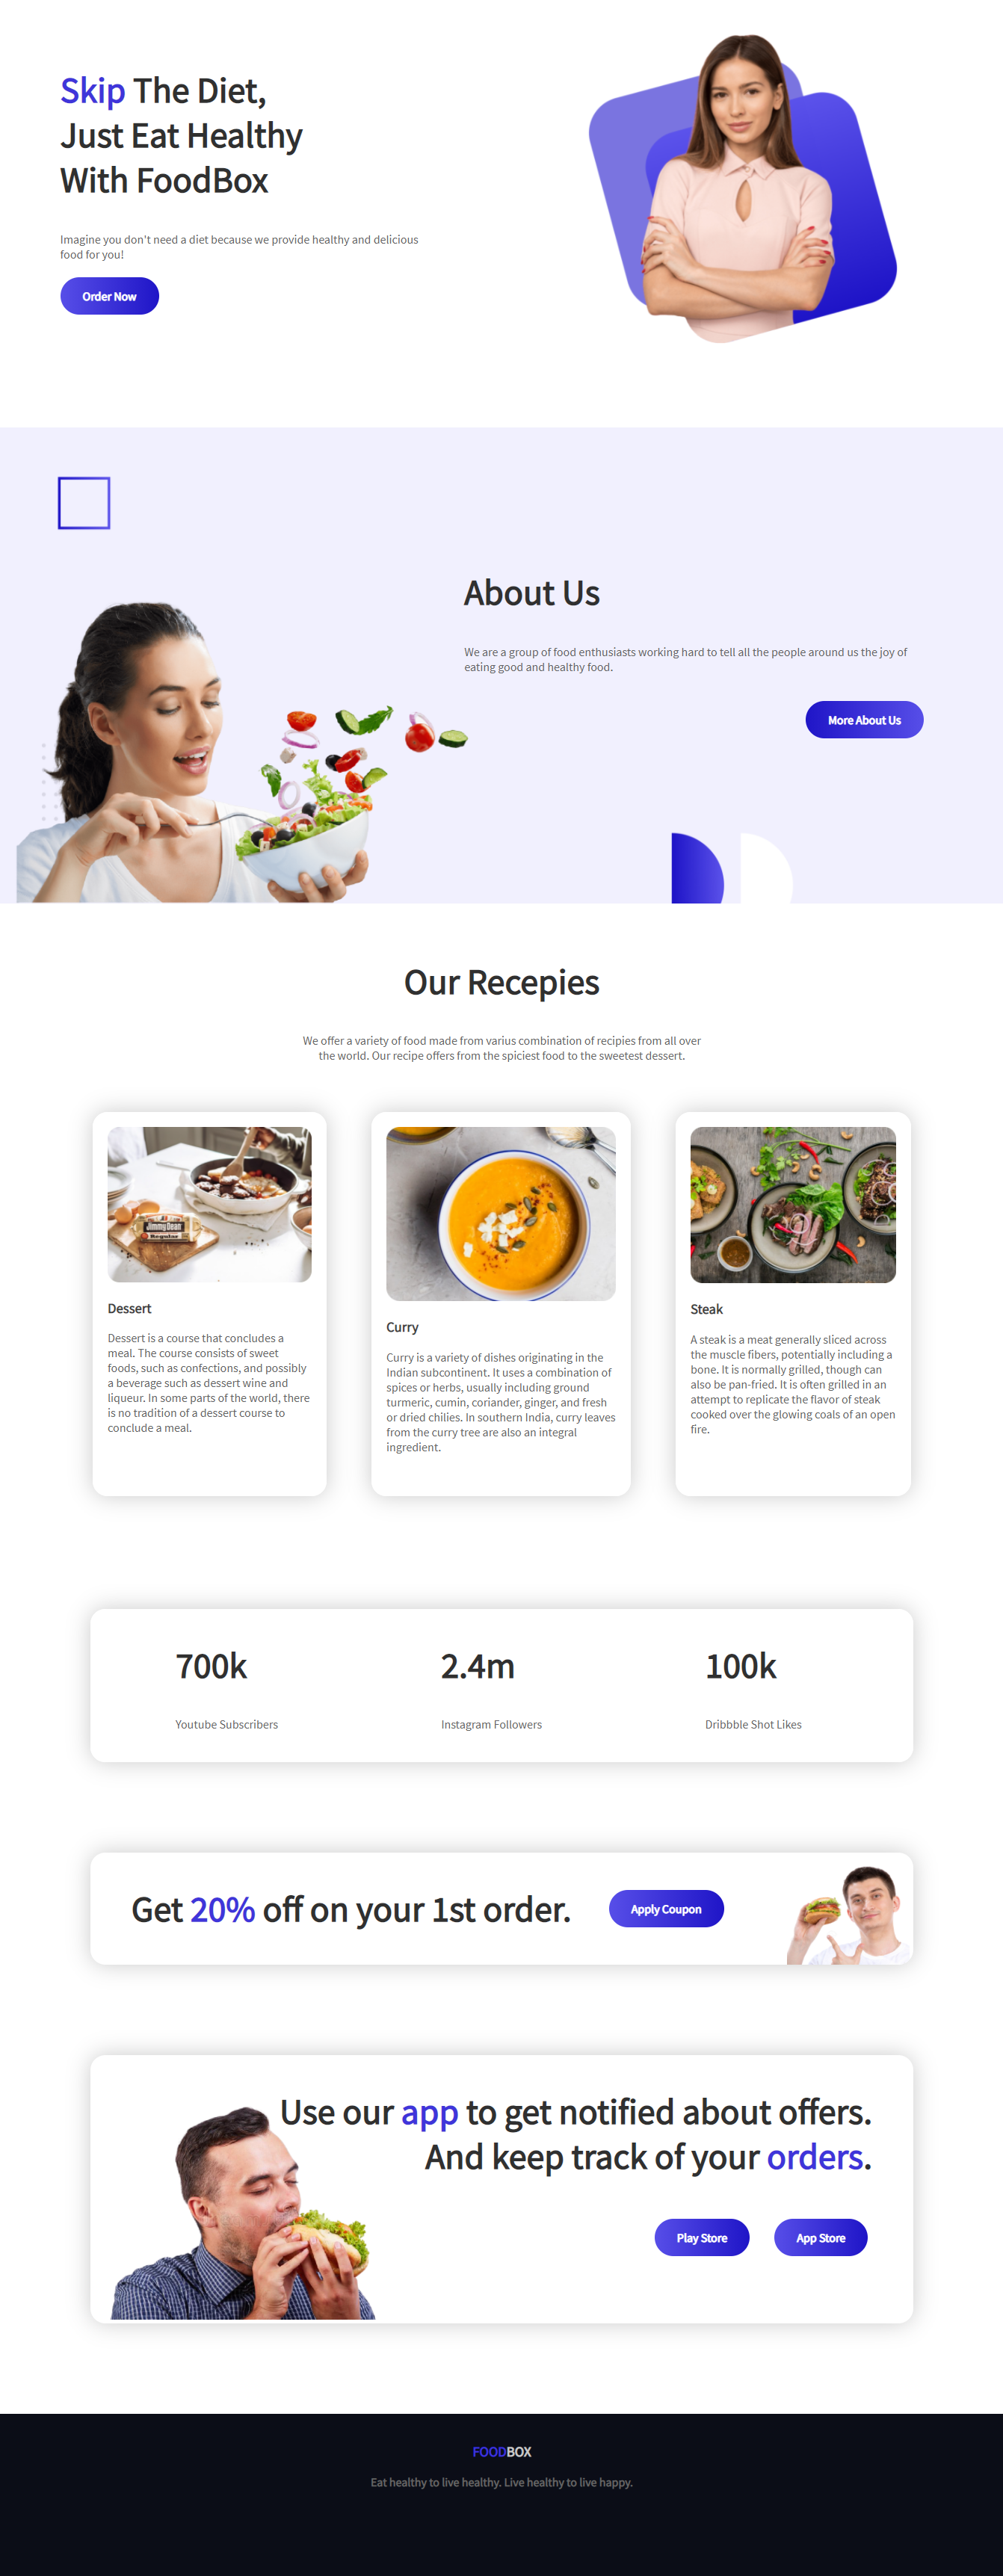 Skip The Diet,
Just Eat Healthy
With FoodBox
Imagine you don't need a diet because we provide healthy and delicious
food for you!
Order Now
About Us
We are a group of food enthusiasts working hard to tell all the people around us the joy of
eating good and healthy food.
More About Us
Our Recepies
We offer a variety of food made from varius combination of recipies from all over
the world. Our recipe offers from the spiciest food to the sweetest dessert.
Jimmy Dean
Regular
Dessert
Dessert is a course that concludes a
meal. The course consists of sweet
foods, such as confections, and possibly
a beverage such as dessert wine and
liqueur. In some parts of the world, there
is no tradition of a dessert course to
conclude a meal.
Curry
Curry is a variety of dishes originating in the
Indian subcontinent. It uses a combination of
spices or herbs, usually including ground
turmeric, cumin, coriander, ginger, and fresh
or dried chilies. In southern India, curry leaves
from the curry tree are also an integral
ingredient.
Steak
A steak is a meat generally sliced across
the muscle fibers, potentially including a
bone. It is normally grilled, though can
also be pan-fried. It is often grilled in an
attempt to replicate the flavor of steak
cooked over the glowing coals of an open
fire.
700k
Youtube Subscribers
2.4m
Instagram Followers
100k
Dribbble Shot Likes
Get 20% off on your 1st order.
Apply Coupon
Use our app to get notified about offers.
And keep track of your orders.
Play Store
App Store
FOODBOX
Eat healthy to live healthy. Live healthy to live happy.